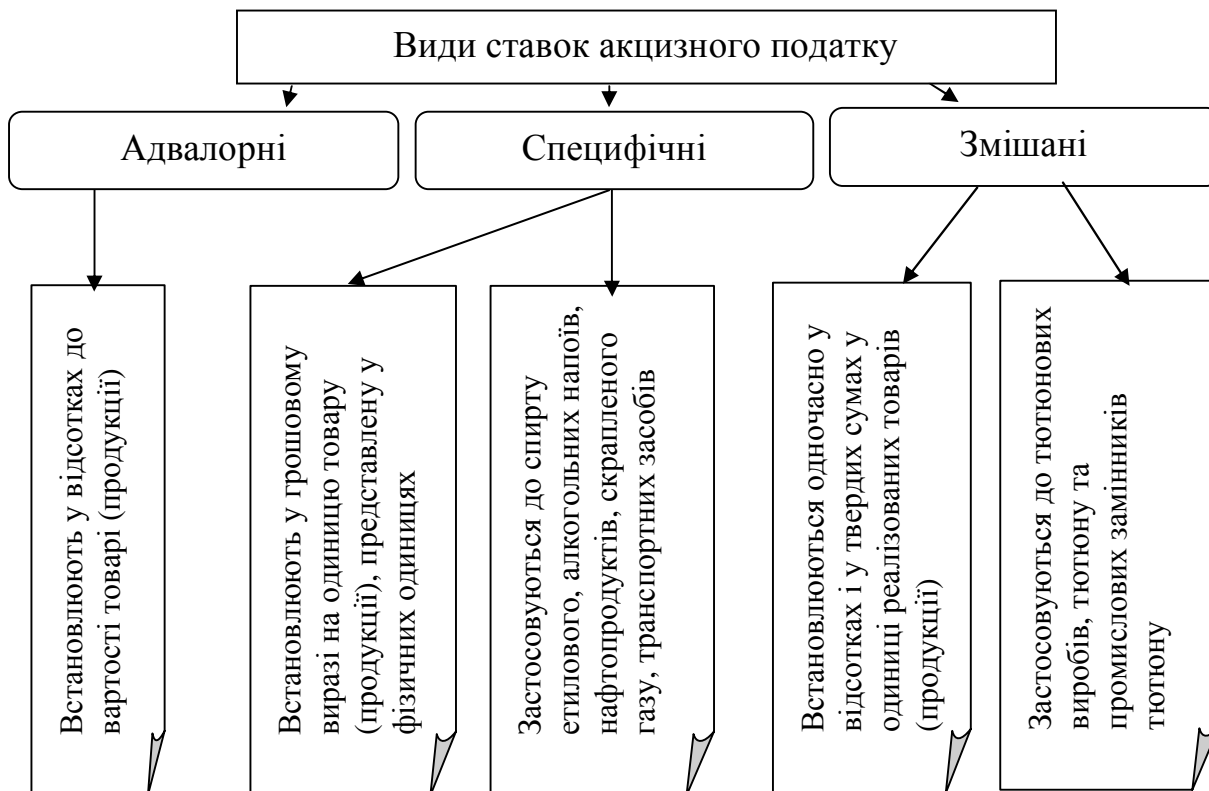 Види ставок акцизного податку
Адвалорні
Специфічні
Змішані
Встановлюють у відсотках до
вартості товарі (продукції)
Встановлюють у грошовому
виразі на одиницю товару
(продукції), представлену у
фізичних одиницях
Застосовуються до спирту
етилового, алкогольних напоїв,
нафтопродуктів, скрапленого
газу, транспортних засобів
Встановлюються одночасно у
відсотках і у твердих сумах у
одиниці реалізованих товарів
(продукції)
Застосовуються до тютюнових
виробів, тютюну та
промислових замінників
тютюну